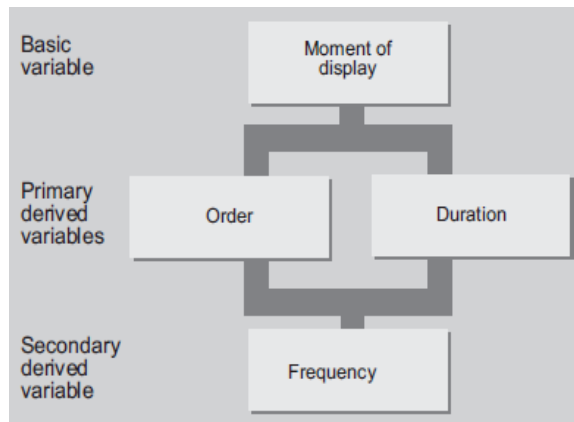 Basic
variable
Moment of
display
Primary
derived
variables
Order
Duration
Secondary
derived
variable
Frequency